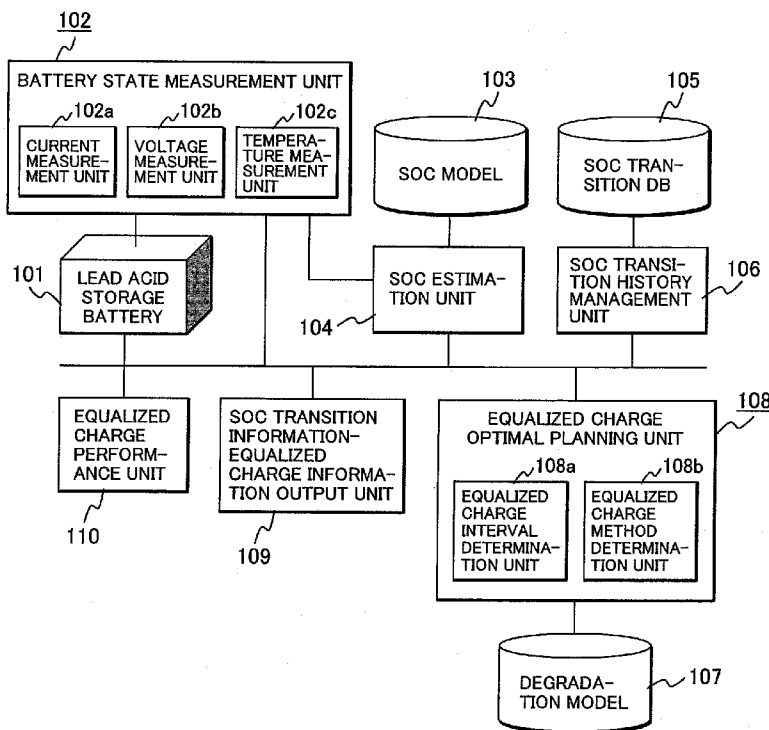 102
BATTERY STATE MEASUREMENT UNIT
102a
102b
102c
CURRENT
MEASURE-
MENT UNIT
VOLTAGE
MEASURE-
MENT UNIT
TEMPERA-
TURE MEA-
SUREMENT
UNIT
103
SOC MODEL
105
SOC TRAN-
SITION DB
101
LEAD ACID
STORAGE
BATTERY
SOC ESTIMA-
TION UNIT
104
SOC TRANSI-
TION HISTORY
MANAGEMENT
UNIT
106
EQUALIZED
CHARGE
PERFORM-
ANCE UNIT
110
SOC TRANSITION
INFORMATION-
EQUALIZED
CHARGE INFORMA-
TION OUTPUT UNIT
109
108
EQUALIZED CHARGE
OPTIMAL PLANNING UNIT
108a
108b
EQUALIZED
CHARGE
INTERVAL
DETERMINA-
TION UNIT
EQUALIZED
CHARGE
METHOD
DETERMINA-
TION UNIT
DEGRADA-
TION MODEL
107